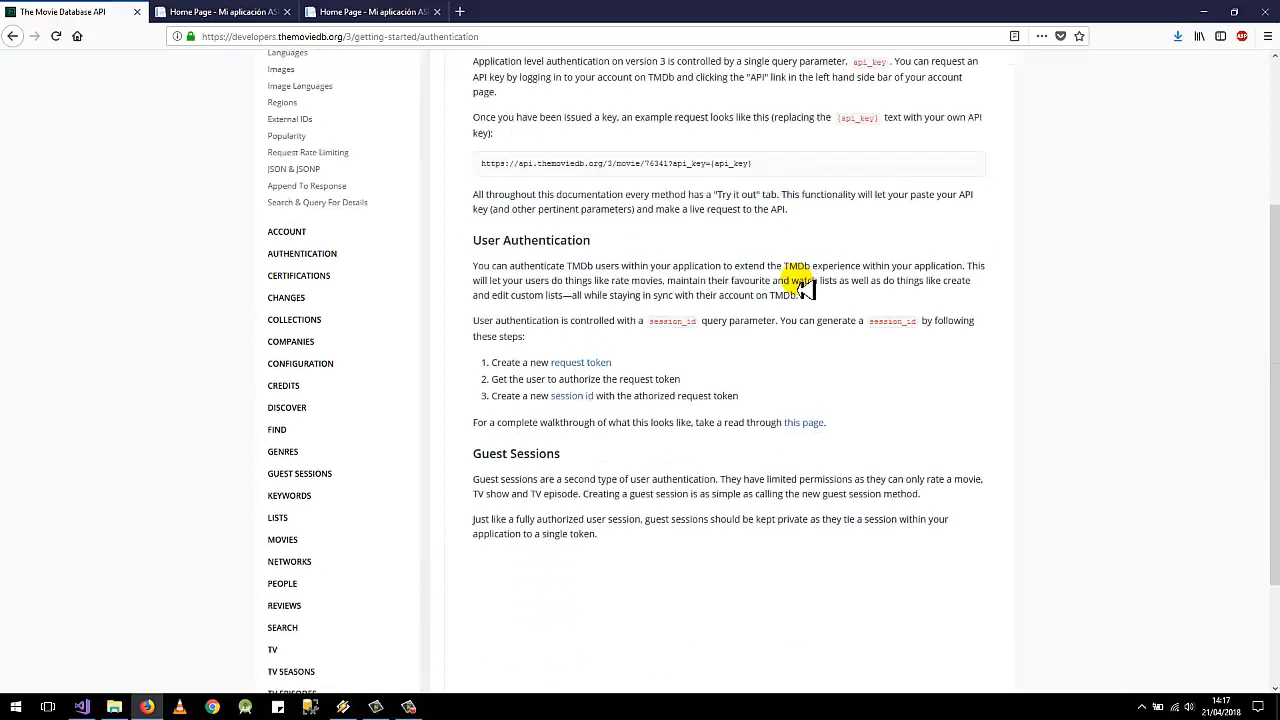 The Movie Database API
Home Page - Mi aplicación AS
Home Page - Mi aplicación AS
https://developers.themoviedb.org/3/getting-started/authentication
Languages
Images
Image Languages
Regions
External IDs
Popularity
Request Rate Limiting
JSON & JSONP
Append To Response
Search & Query For Details
ACCOUNT
AUTHENTICATION
CERTIFICATIONS
CHANGES
COLLECTIONS
COMPANIES
CONFIGURATION
CREDITS
DISCOVER
FIND
GENRES
GUEST SESSIONS
KEYWORDS
LISTS
MOVIES
NETWORKS
PEOPLE
REVIEWS
SEARCH
TV
TV SEASONS
TV EPISODES
Application level authentication on version 3 is controlled by a single query parameter, api_key. You can request an
API key by logging in to your account on TMDb and clicking the "API" link in the left hand side bar of your account
page.
Once you have been issued a key, an example request looks like this (replacing the {api_key} text with your own API
key):
https://api.themoviedb.org/3/movie/76341?api_key={api_key}
All throughout this documentation every method has a "Try it out" tab. This functionality will let your paste your API
key (and other pertinent parameters) and make a live request to the API.
User Authentication
You can authenticate TMDb users within your application to extend the TMDb experience within your application. This
will let your users do things like rate movies, maintain their favourite and watch lists as well as do things like create
and edit custom lists—all while staying in sync with their account on TMDb.
User authentication is controlled with a session_id query parameter. You can generate a session_id by following
these steps:
1. Create a new request token
2. Get the user to authorize the request token
3. Create a new session id with the athorized request token
For a complete walkthrough of what this looks like, take a read through this page.
Guest Sessions
Guest sessions are a second type of user authentication. They have limited permissions as they can only rate a movie,
TV show and TV episode. Creating a guest session is as simple as calling the new guest session method.
Just like a fully authorized user session, guest sessions should be kept private as they tie a session within your
application to a single token.
14:17
21/04/2018